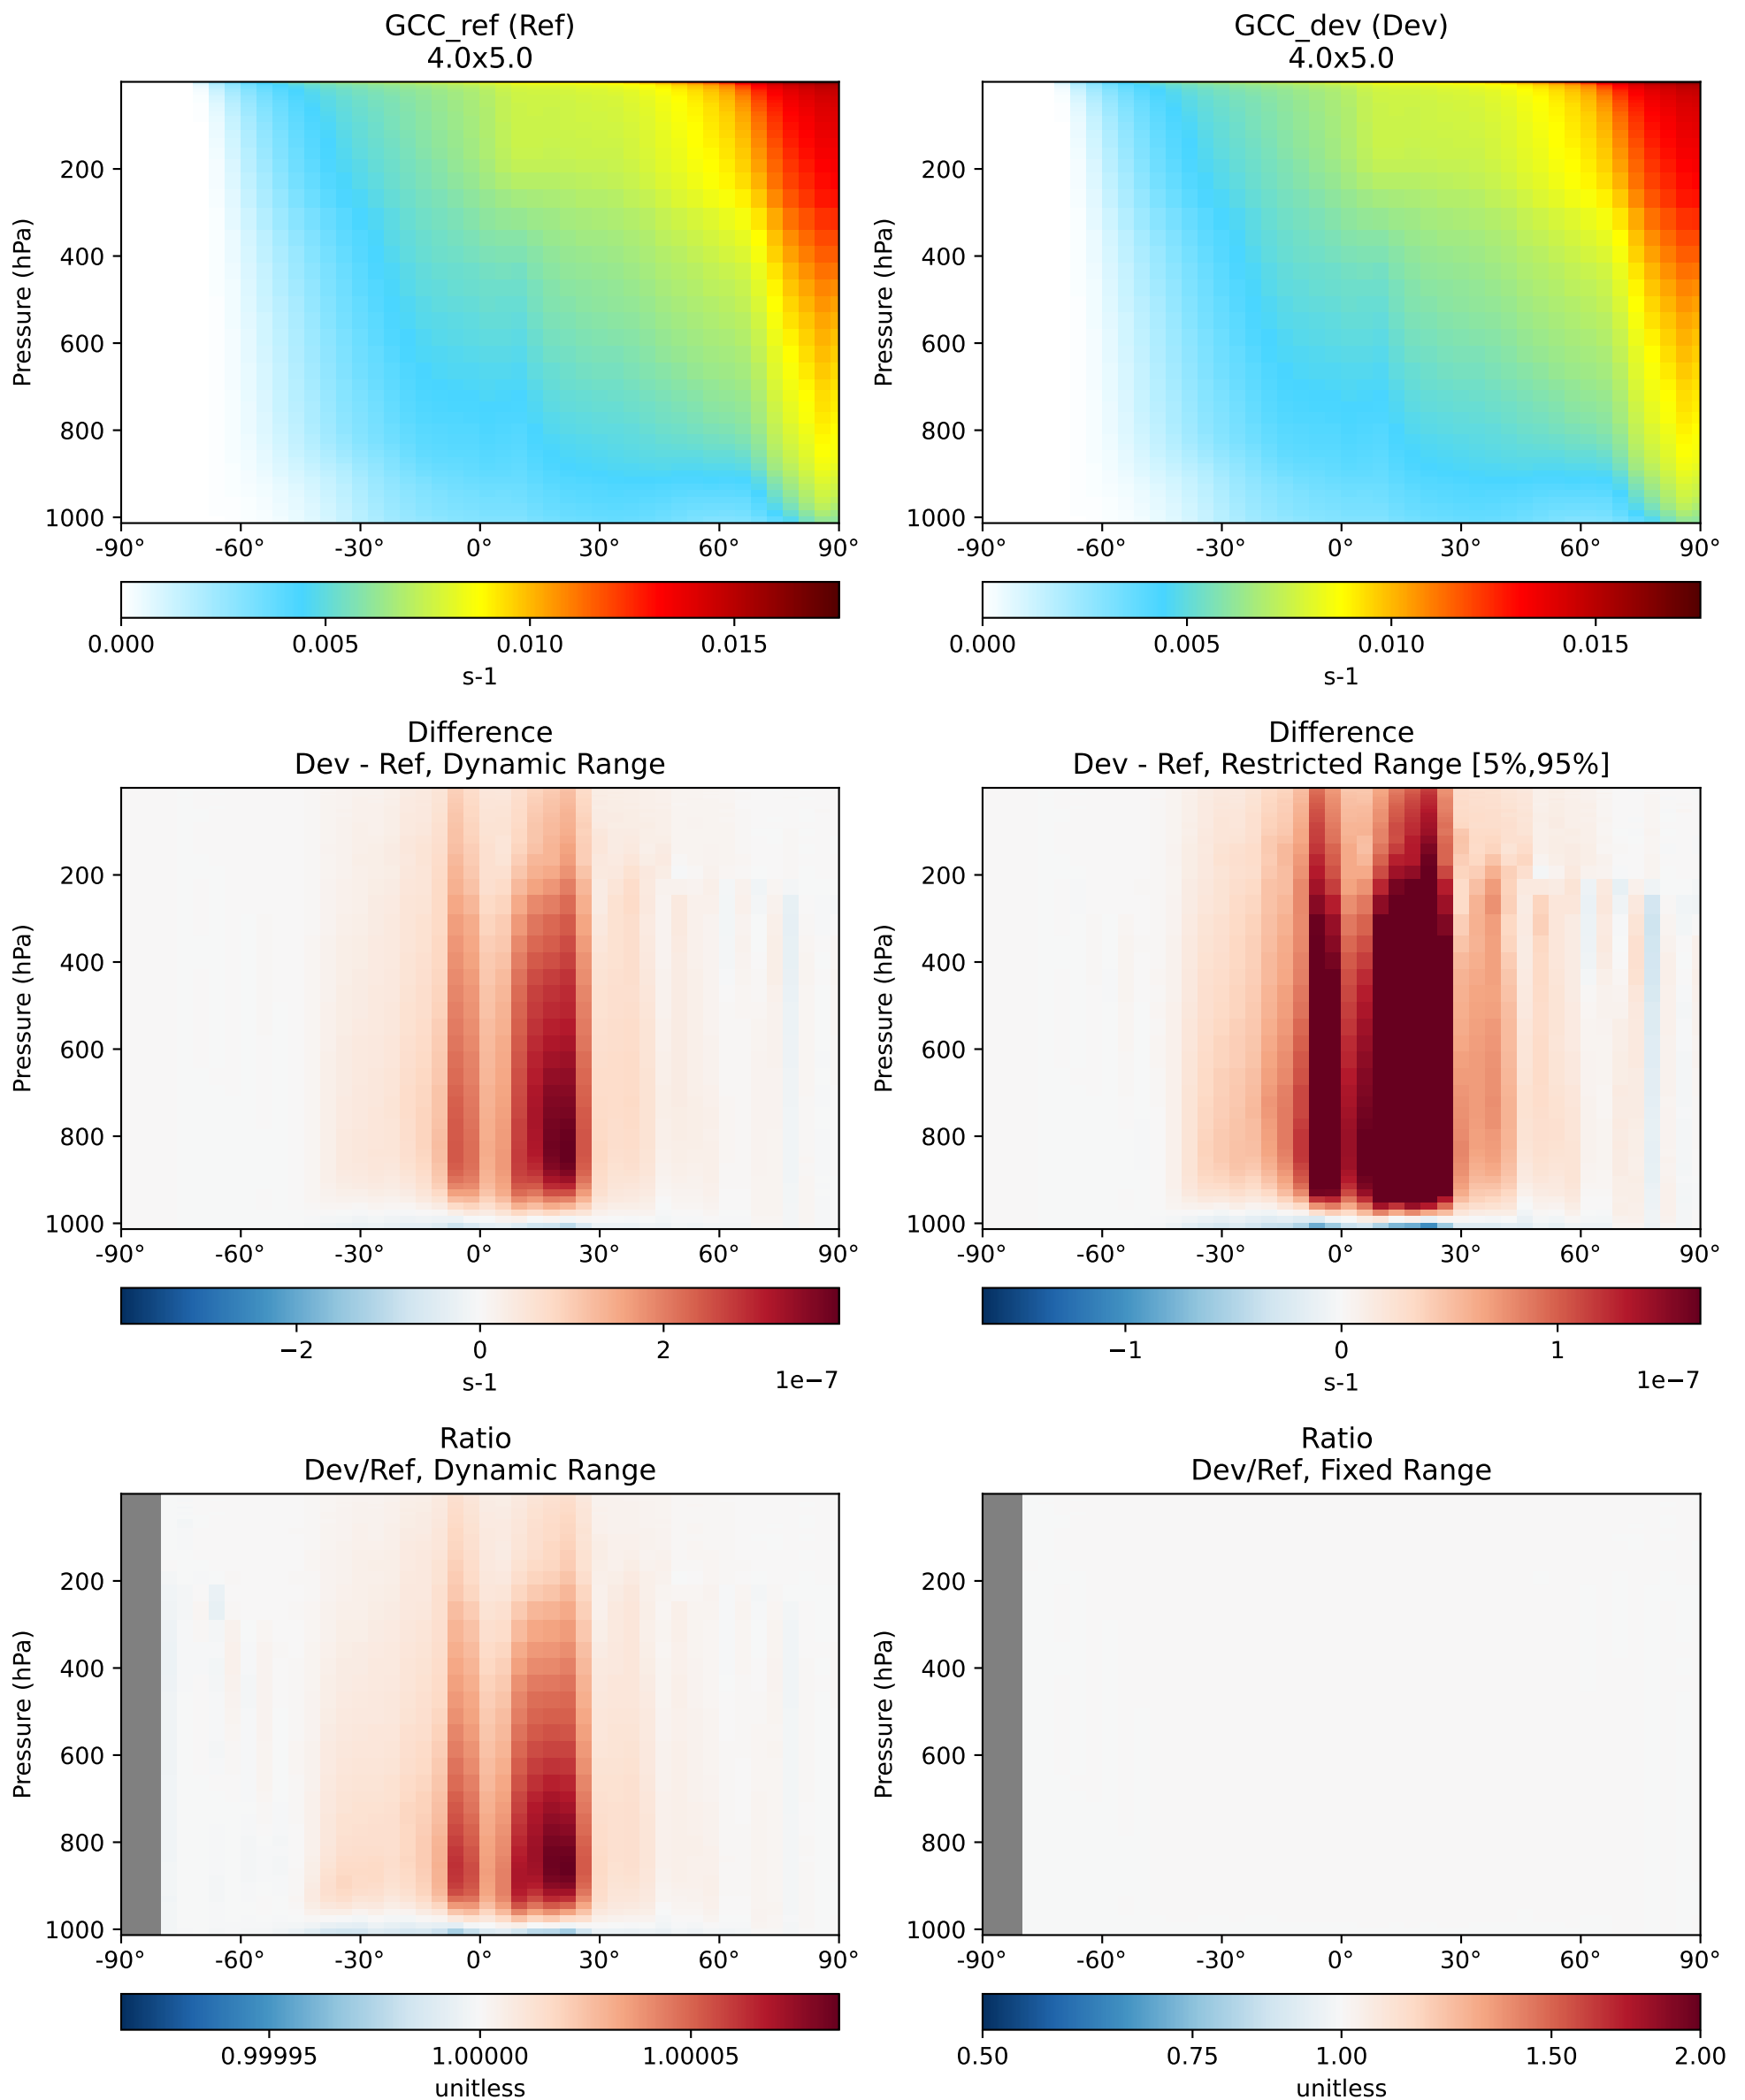 GCC_ref (Ref)
4.0x5.0
Pressure (hPa)
200
400
600
800
1000
-90° -60° -30° 0° 30° 60° 90°
0.000 0.005 0.010 0.015
s-1
GCC_dev (Dev)
4.0x5.0
Pressure (hPa)
200
400
600
800
1000
-90° -60° -30° 0° 30° 60° 90°
0.000 0.005 0.010 0.015
s-1
Difference
Dev - Ref, Dynamic Range
Pressure (hPa)
200
400
600
800
1000
-90° -60° -30° 0° 30° 60° 90°
−2 0 2
s-1 1e−7
Difference
Dev - Ref, Restricted Range [5%,95%]
Pressure (hPa)
200
400
600
800
1000
-90° -60° -30° 0° 30° 60° 90°
−1 0 1
s-1 1e−7
Ratio
Dev/Ref, Dynamic Range
Pressure (hPa)
200
400
600
800
1000
-90° -60° -30° 0° 30° 60° 90°
0.99995 1.00000 1.00005
unitless
Ratio
Dev/Ref, Fixed Range
Pressure (hPa)
200
400
600
800
1000
-90° -60° -30° 0° 30° 60° 90°
0.50 0.75 1.00 1.50 2.00
unitless